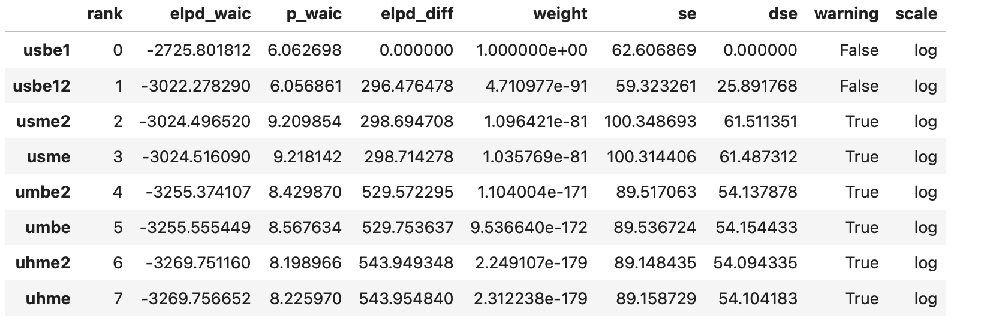 rank elpd_waic p_waic elpd_diff weight se dse warning scale
usbe1 0 -2725.801812 6.062698 0.000000 1.000000e+00 62.606869 0.000000 False log
usbe12 1 -3022.278290 6.056861 296.476478 4.710977e-91 59.323261 25.891768 False log
usme2 2 -3024.496520 9.209854 298.694708 1.096421e-81 100.348693 61.511351 True log
usme 3 -3024.516090 9.218142 298.714278 1.035769e-81 100.314406 61.487312 True log
umbe2 4 -3255.374107 8.429870 529.572295 1.104004e-171 89.517063 54.137878 True log
umbe 5 -3255.555449 8.567634 529.753637 9.536640e-172 89.536724 54.154433 True log
uhme2 6 -3269.751160 8.198966 543.949348 2.249107e-179 89.148435 54.094335 True log
uhme 7 -3269.756652 8.225970 543.954840 2.312238e-179 89.158729 54.104183 True log